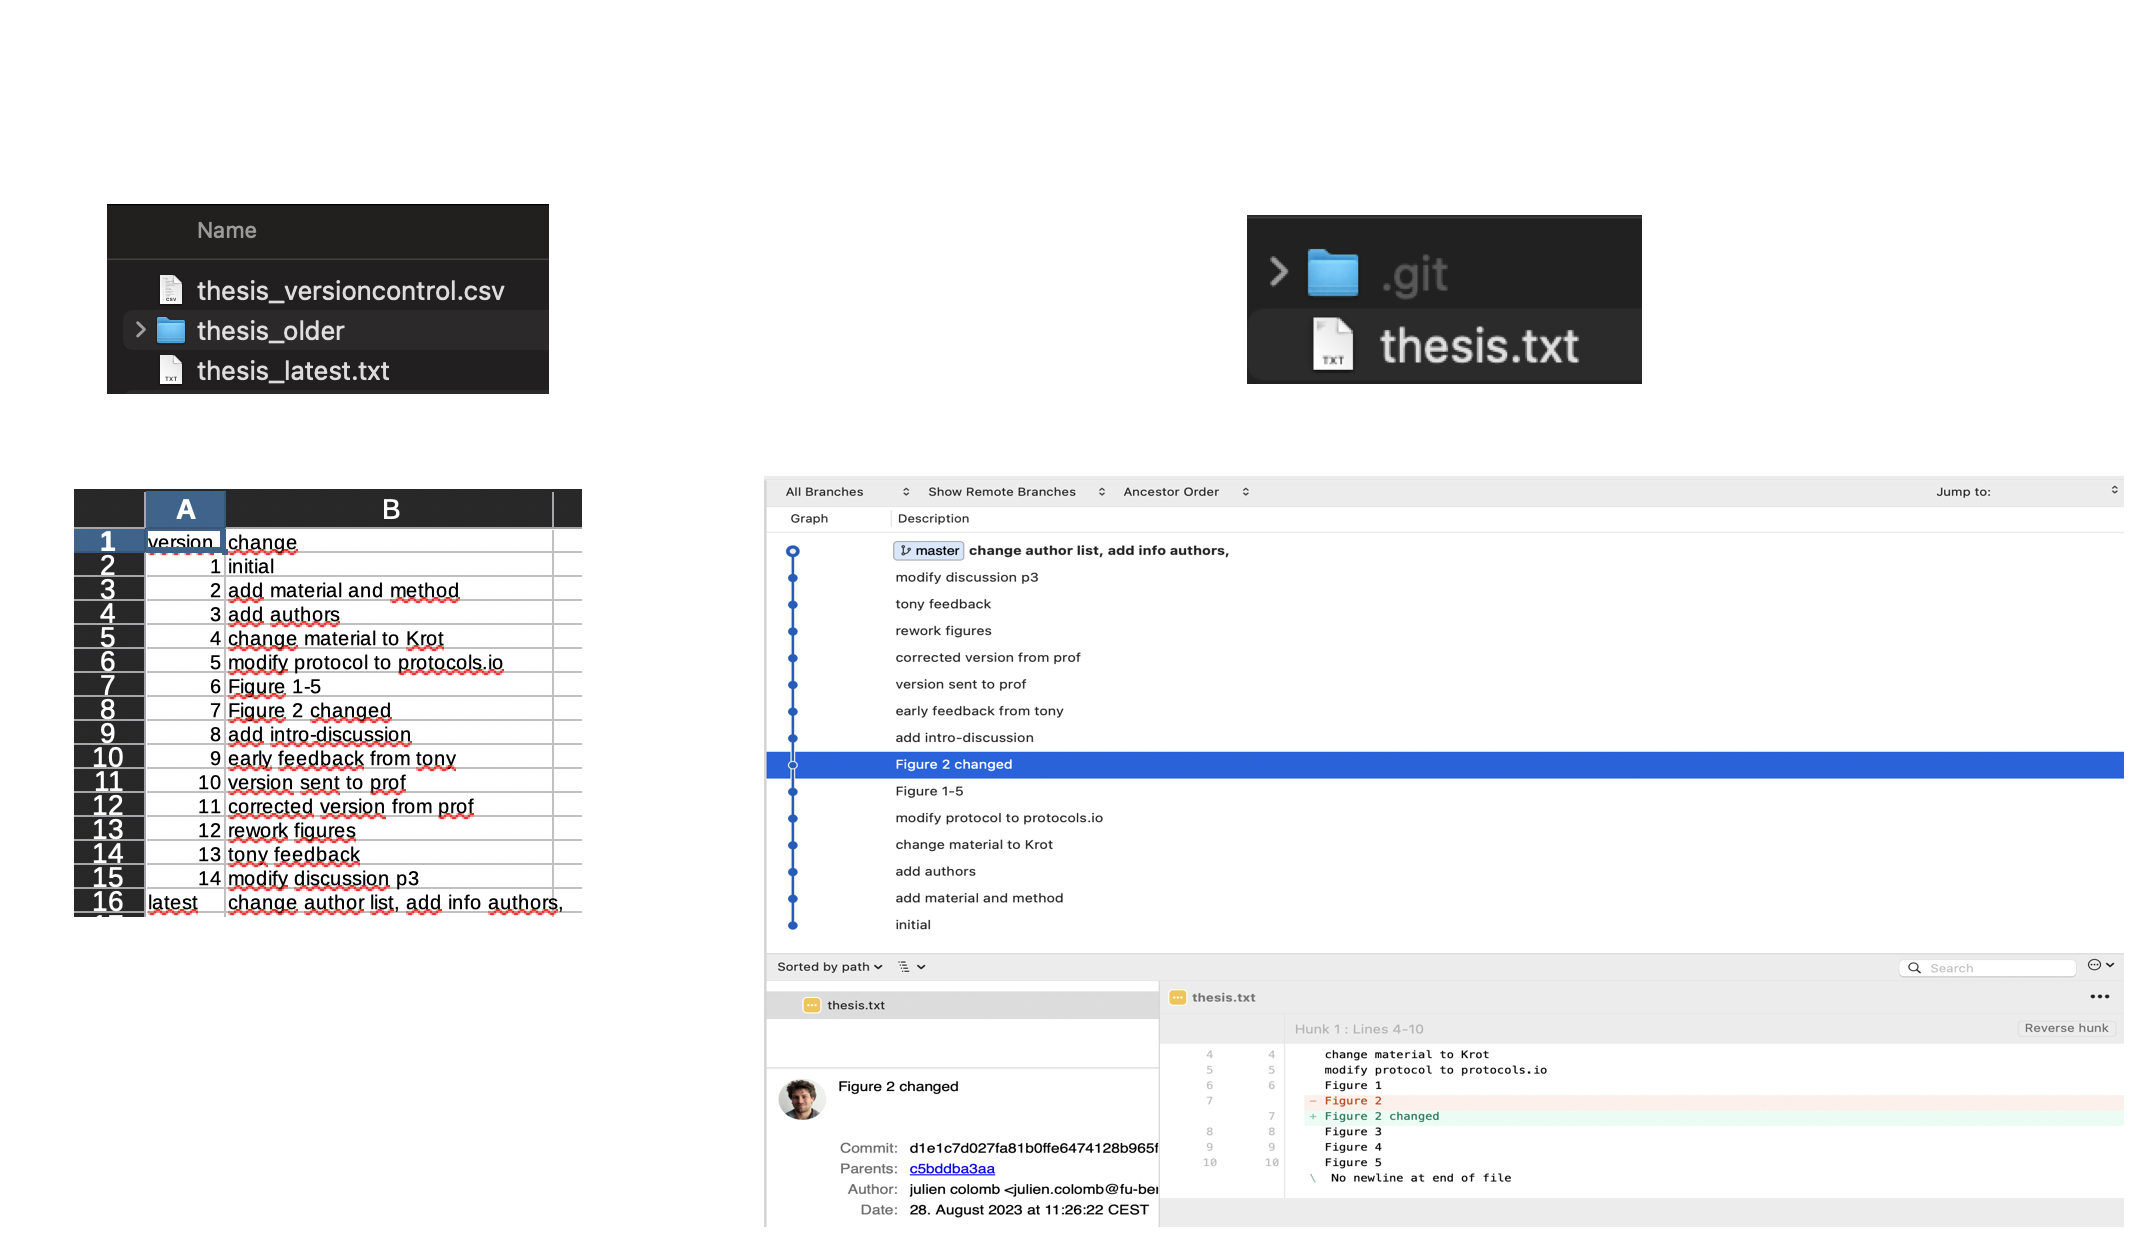 Name
thesis_versioncontrol.csv
thesis_older
thesis_latest.txt
.git
thesis.txt
A B
1 version change
2 1 initial
3 2 add material and method
4 3 add authors
5 4 change material to Krot
6 5 modify protocol to protocols.io
7 6 Figure 1-5
8 7 Figure 2 changed
9 8 add intro-discussion
10 9 early feedback from tony
11 10 version sent to prof
12 11 corrected version from prof
13 12 rework figures
14 13 tony feedback
15 14 modify discussion p3
16 latest change author list, add info authors,
All Branches Show Remote Branches Ancestor Order Jump to:
Graph Description
master change author list, add info authors,
modify discussion p3
tony feedback
rework figures
corrected version from prof
version sent to prof
early feedback from tony
add intro-discussion
Figure 2 changed
Figure 1-5
modify protocol to protocols.io
change material to Krot
add authors
add material and method
initial
Sorted by path Search
thesis.txt
Figure 2 changed
Commit: d1e1c7d027fa81b0ffe6474128b965f
Parents: c5bddba3aa
Author: julien colomb <julien.colomb@fu-ber
Date: 28. August 2023 at 11:26:22 CEST
thesis.txt
Hunk 1 : Lines 4-10 Reverse hunk
4 4 change material to Krot
5 5 modify protocol to protocols.io
6 6 Figure 1
7 - Figure 2
7 + Figure 2 changed
8 8 Figure 3
9 9 Figure 4
10 10 Figure 5
\ No newline at end of file